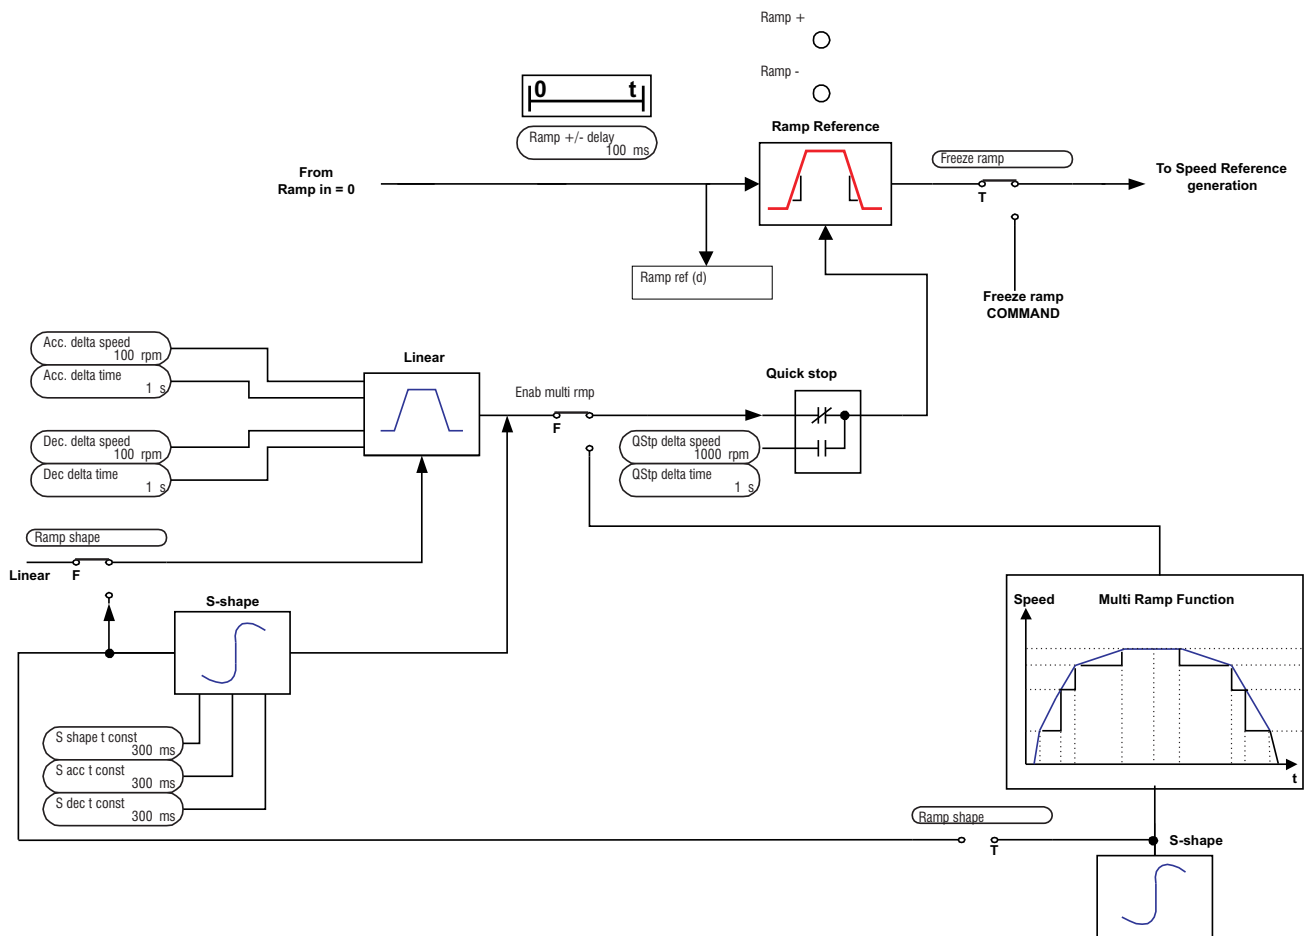 Ramp +
Ramp -
0 t
Ramp +/- delay
100 ms
Ramp Reference
Freeze ramp
From
Ramp in = 0
T
To Speed Reference
generation
Ramp ref (d)
Freeze ramp
COMMAND
Acc. delta speed
100 rpm
Acc. delta time
1 s
Linear
Enab multi rmp
F
Quick stop
Dec. delta speed
100 rpm
Dec delta time
1 s
QStp delta speed
1000 rpm
QStp delta time
1 s
Ramp shape
Linear
F
S-shape
Speed
Multi Ramp Function
t
S shape t const
300 ms
S acc t const
300 ms
S dec t const
300 ms
Ramp shape
T
S-shape